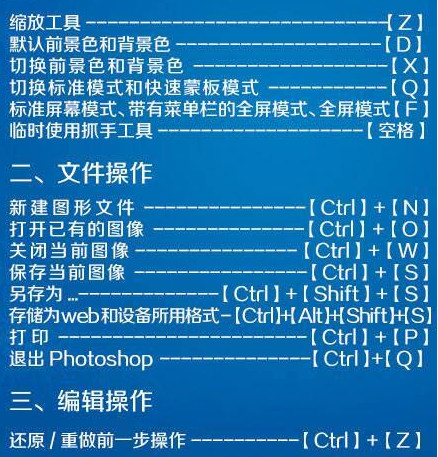 缩放工具 ----------------------------【Z】
默认前景色和背景色 -------------------【D】
切换前景色和背景色 ------------------【X】
切换标准模式和快速蒙板模式 -----------【Q】
标准屏幕模式、带有菜单栏的全屏模式、全屏模式【F】
临时使用抓手工具 -------------------【空格】
二、文件操作
新建图形文件 ---------------【Ctrl】+【N】
打开已有的图像 --------------【Ctrl】+【O】
关闭当前图像 ---------------【Ctrl】+【W】
保存当前图像 ---------------【Ctrl】+【S】
另存为 ...-------------【Ctrl】+【Shift】+【S】
存储为web和设备所用格式-【Ctrl】+【Alt】+【Shift】+【S】
打印 ----------------------【Ctrl】+【P】
退出 Photoshop --------------【Ctrl】+【Q】
三、编辑操作
还原 / 重做前一步操作 ----------【Ctrl】+【Z】